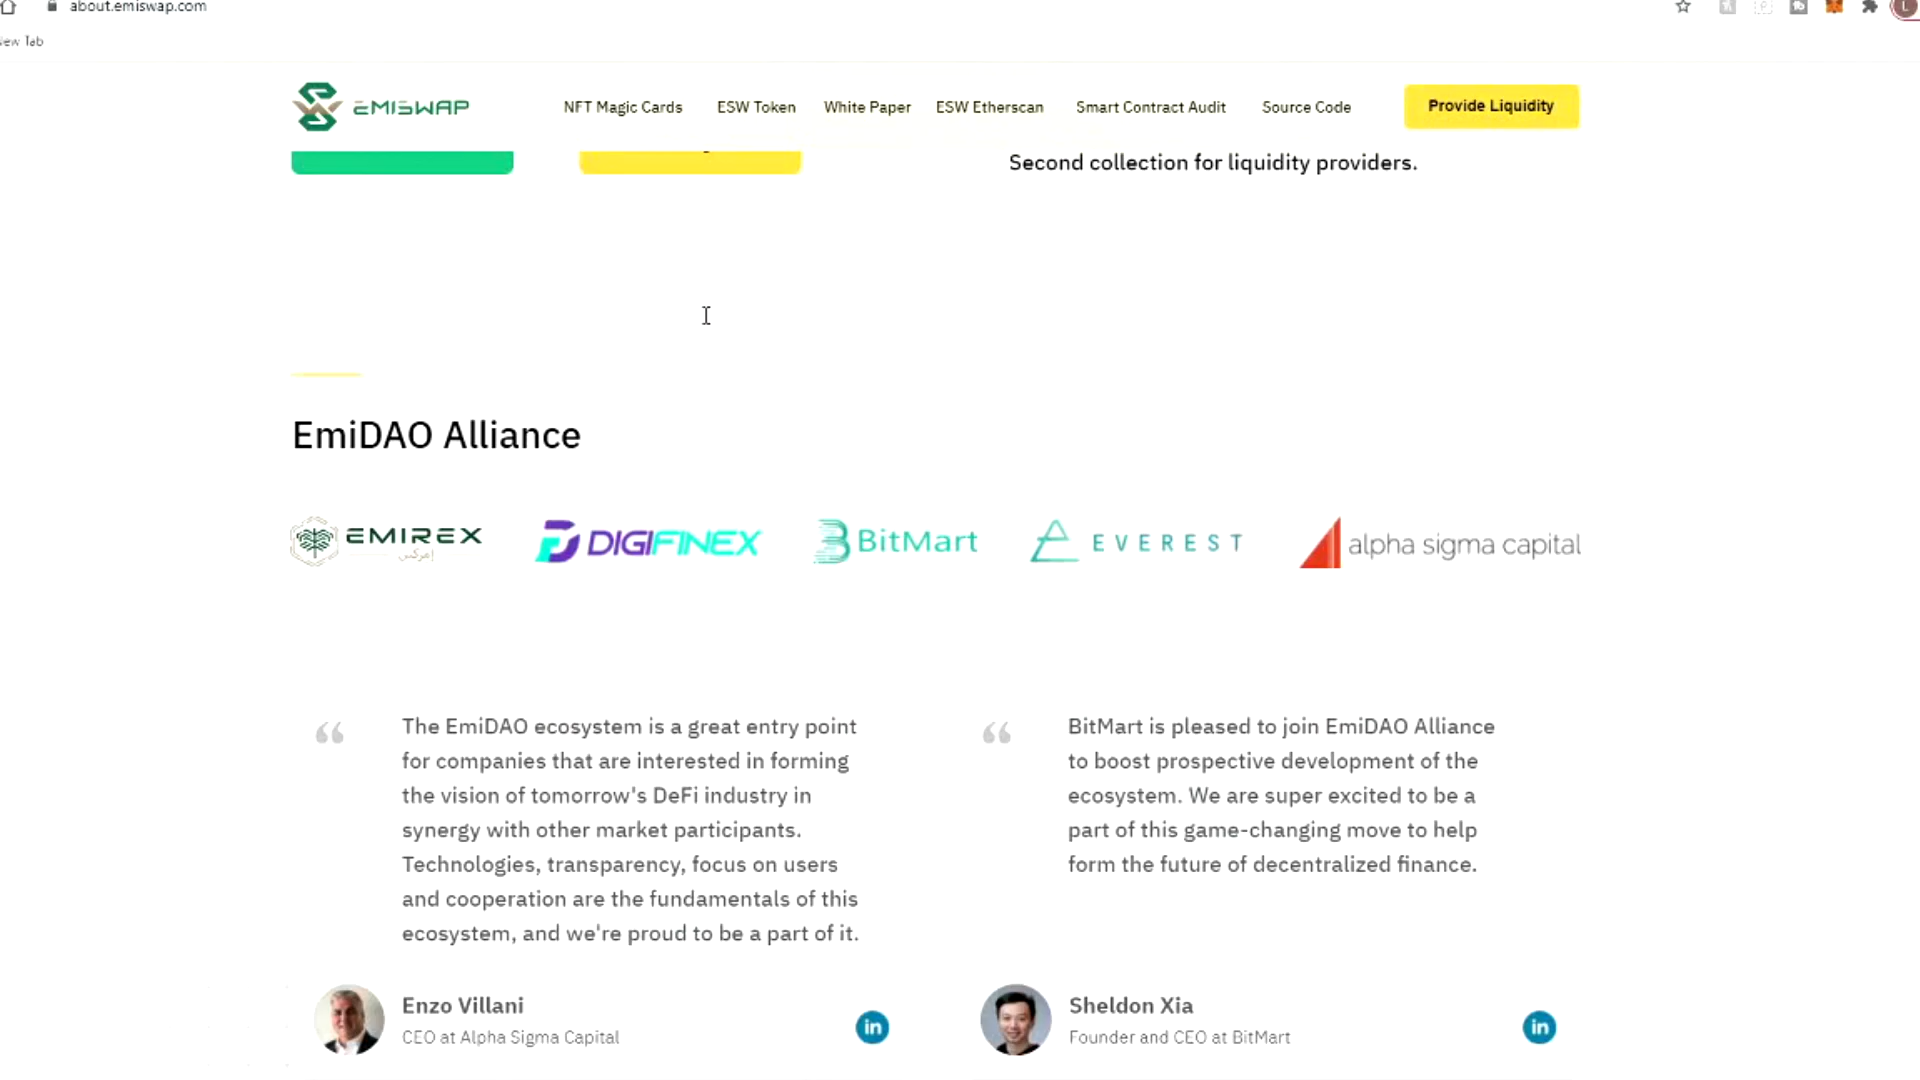 about.emiswap.com
New Tab
EMISWAP
NFT Magic Cards
ESW Token
White Paper
ESW Etherscan
Smart Contract Audit
Source Code
Provide Liquidity
Second collection for liquidity providers.
EmiDAO Alliance
EMIREX
DIGIFINEX
BitMart
EVEREST
alpha sigma capital
“
The EmiDAO ecosystem is a great entry point
for companies that are interested in forming
the vision of tomorrow's DeFi industry in
synergy with other market participants.
Technologies, transparency, focus on users
and cooperation are the fundamentals of this
ecosystem, and we're proud to be a part of it.
Enzo Villani
CEO at Alpha Sigma Capital
in
“
BitMart is pleased to join EmiDAO Alliance
to boost prospective development of the
ecosystem. We are super excited to be a
part of this game-changing move to help
form the future of decentralized finance.
Sheldon Xia
Founder and CEO at BitMart
in